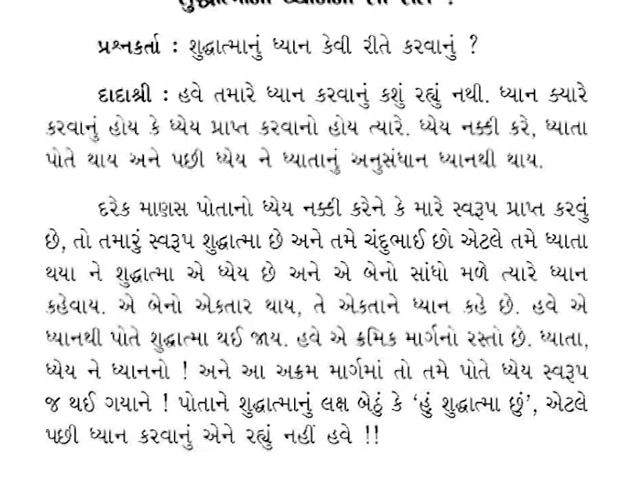 પ્રશ્નકર્તા : શુદ્ધાત્માનું ધ્યાન કેવી રીતે કરવાનું ?
દાદાશ્રી : હવે તમારે ધ્યાન કરવાનું કશું રહ્યું નથી. ધ્યાન ક્યારે
કરવાનું હોય કે ધ્યેય પ્રાપ્ત કરવાનો હોય ત્યારે. ધ્યેય નક્કી કરે, ધ્યાતા
પોતે થાય અને પછી ધ્યેય ને ધ્યાતાનું અનુસંધાન ધ્યાનથી થાય.
દરેક માણસ પોતાનો ધ્યેય નક્કી કરેને કે મારે સ્વરૂપ પ્રાપ્ત કરવું
છે, તો તમારું સ્વરૂપ શુદ્ધાત્મા છે અને તમે ચંદુભાઈ છો એટલે તમે ધ્યાતા
થયા ને શુદ્ધાત્મા એ ધ્યેય છે અને એ બેનો સાંધો મળે ત્યારે ધ્યાન
કહેવાય. એ બેનો એકતાર થાય, તે એકતાને ધ્યાન કહે છે. હવે એ
ધ્યાનથી પોતે શુદ્ધાત્મા થઈ જાય. હવે એ ક્રમિક માર્ગનો રસ્તો છે. ધ્યાતા,
ધ્યેય ને ધ્યાનનો ! અને આ અક્રમ માર્ગમાં તો તમે પોતે ધ્યેય સ્વરૂપ
જ થઈ ગયાને ! પોતાને શુદ્ધાત્માનું લક્ષ બેઠું કે ‘હું શુદ્ધાત્મા છું’, એટલે
પછી ધ્યાન કરવાનું એને રહ્યું નહીં હવે !!